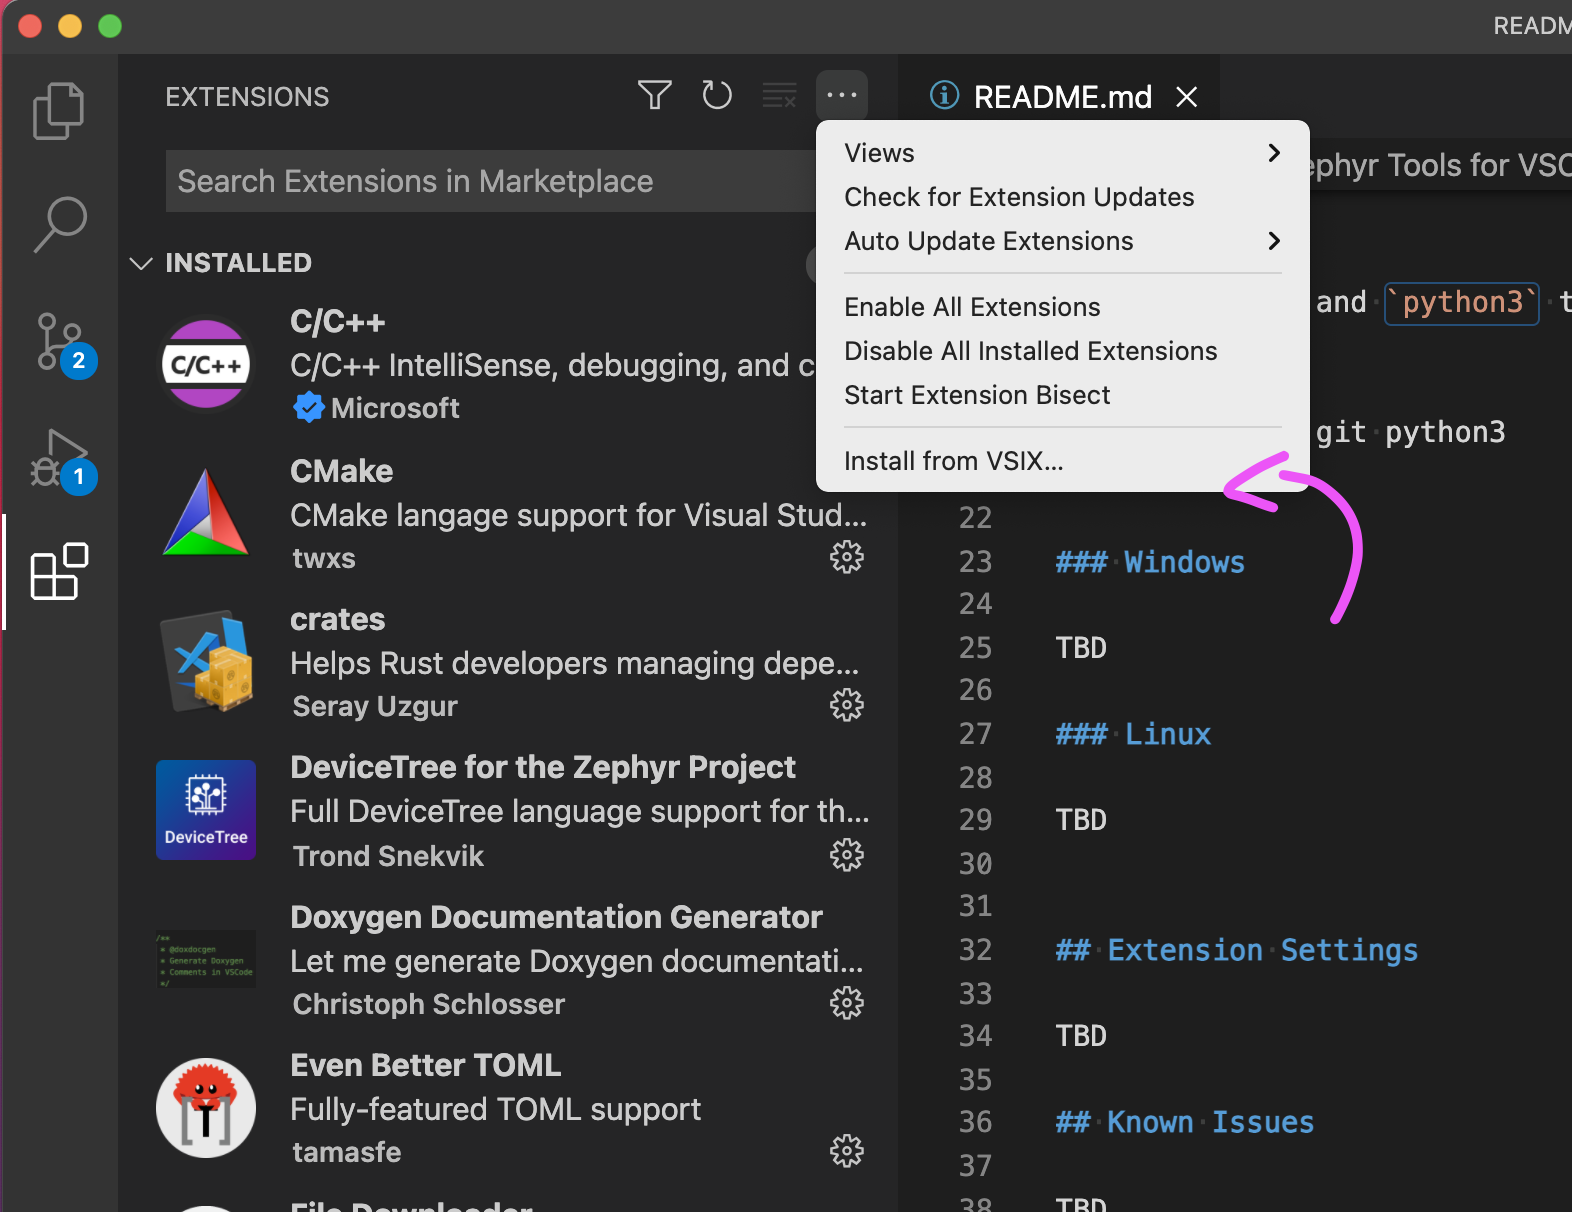 READM
EXTENSIONS
README.md
Search Extensions in Marketplace
Views
Check for Extension Updates
Auto Update Extensions
Enable All Extensions
Disable All Installed Extensions
Start Extension Bisect
Install from VSIX...
ephyr Tools for VSC
and `python3` t
git python3
2
1
INSTALLED
C/C++
C/C++
C/C++ IntelliSense, debugging, and c
Microsoft
CMake
CMake langage support for Visual Stud...
twxs
crates
Helps Rust developers managing depe...
Seray Uzgur
DeviceTree
DeviceTree for the Zephyr Project
Full DeviceTree language support for th...
Trond Snekvik
/**
* @doxdocgen
* Generate Doxygen
* Comments in VSCode
*/
Doxygen Documentation Generator
Let me generate Doxygen documentati...
Christoph Schlosser
[T]
Even Better TOML
Fully-featured TOML support
tamasfe
File Downloader
22
23 ### Windows
24
25 TBD
26
27 ### Linux
28
29 TBD
30
31
32 ## Extension Settings
33
34 TBD
35
36 ## Known Issues
37
38 TBD